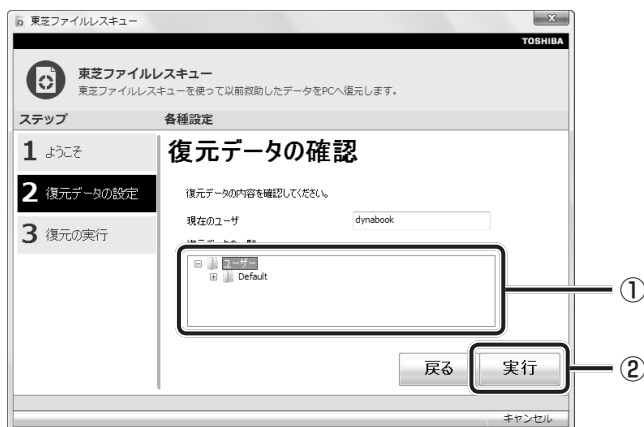 東芝ファイルレスキュー
TOSHIBA
東芝ファイルレスキュー
東芝ファイルレスキューを使って以前救助したデータをPCへ復元します。
ステップ 各種設定
1 ようこそ
2 復元データの設定
3 復元の実行
復元データの確認
復元データの内容を確認してください。
現在のユーザ dynabook
ユーザー
Default
①
戻る 実行 ②
キャンセル